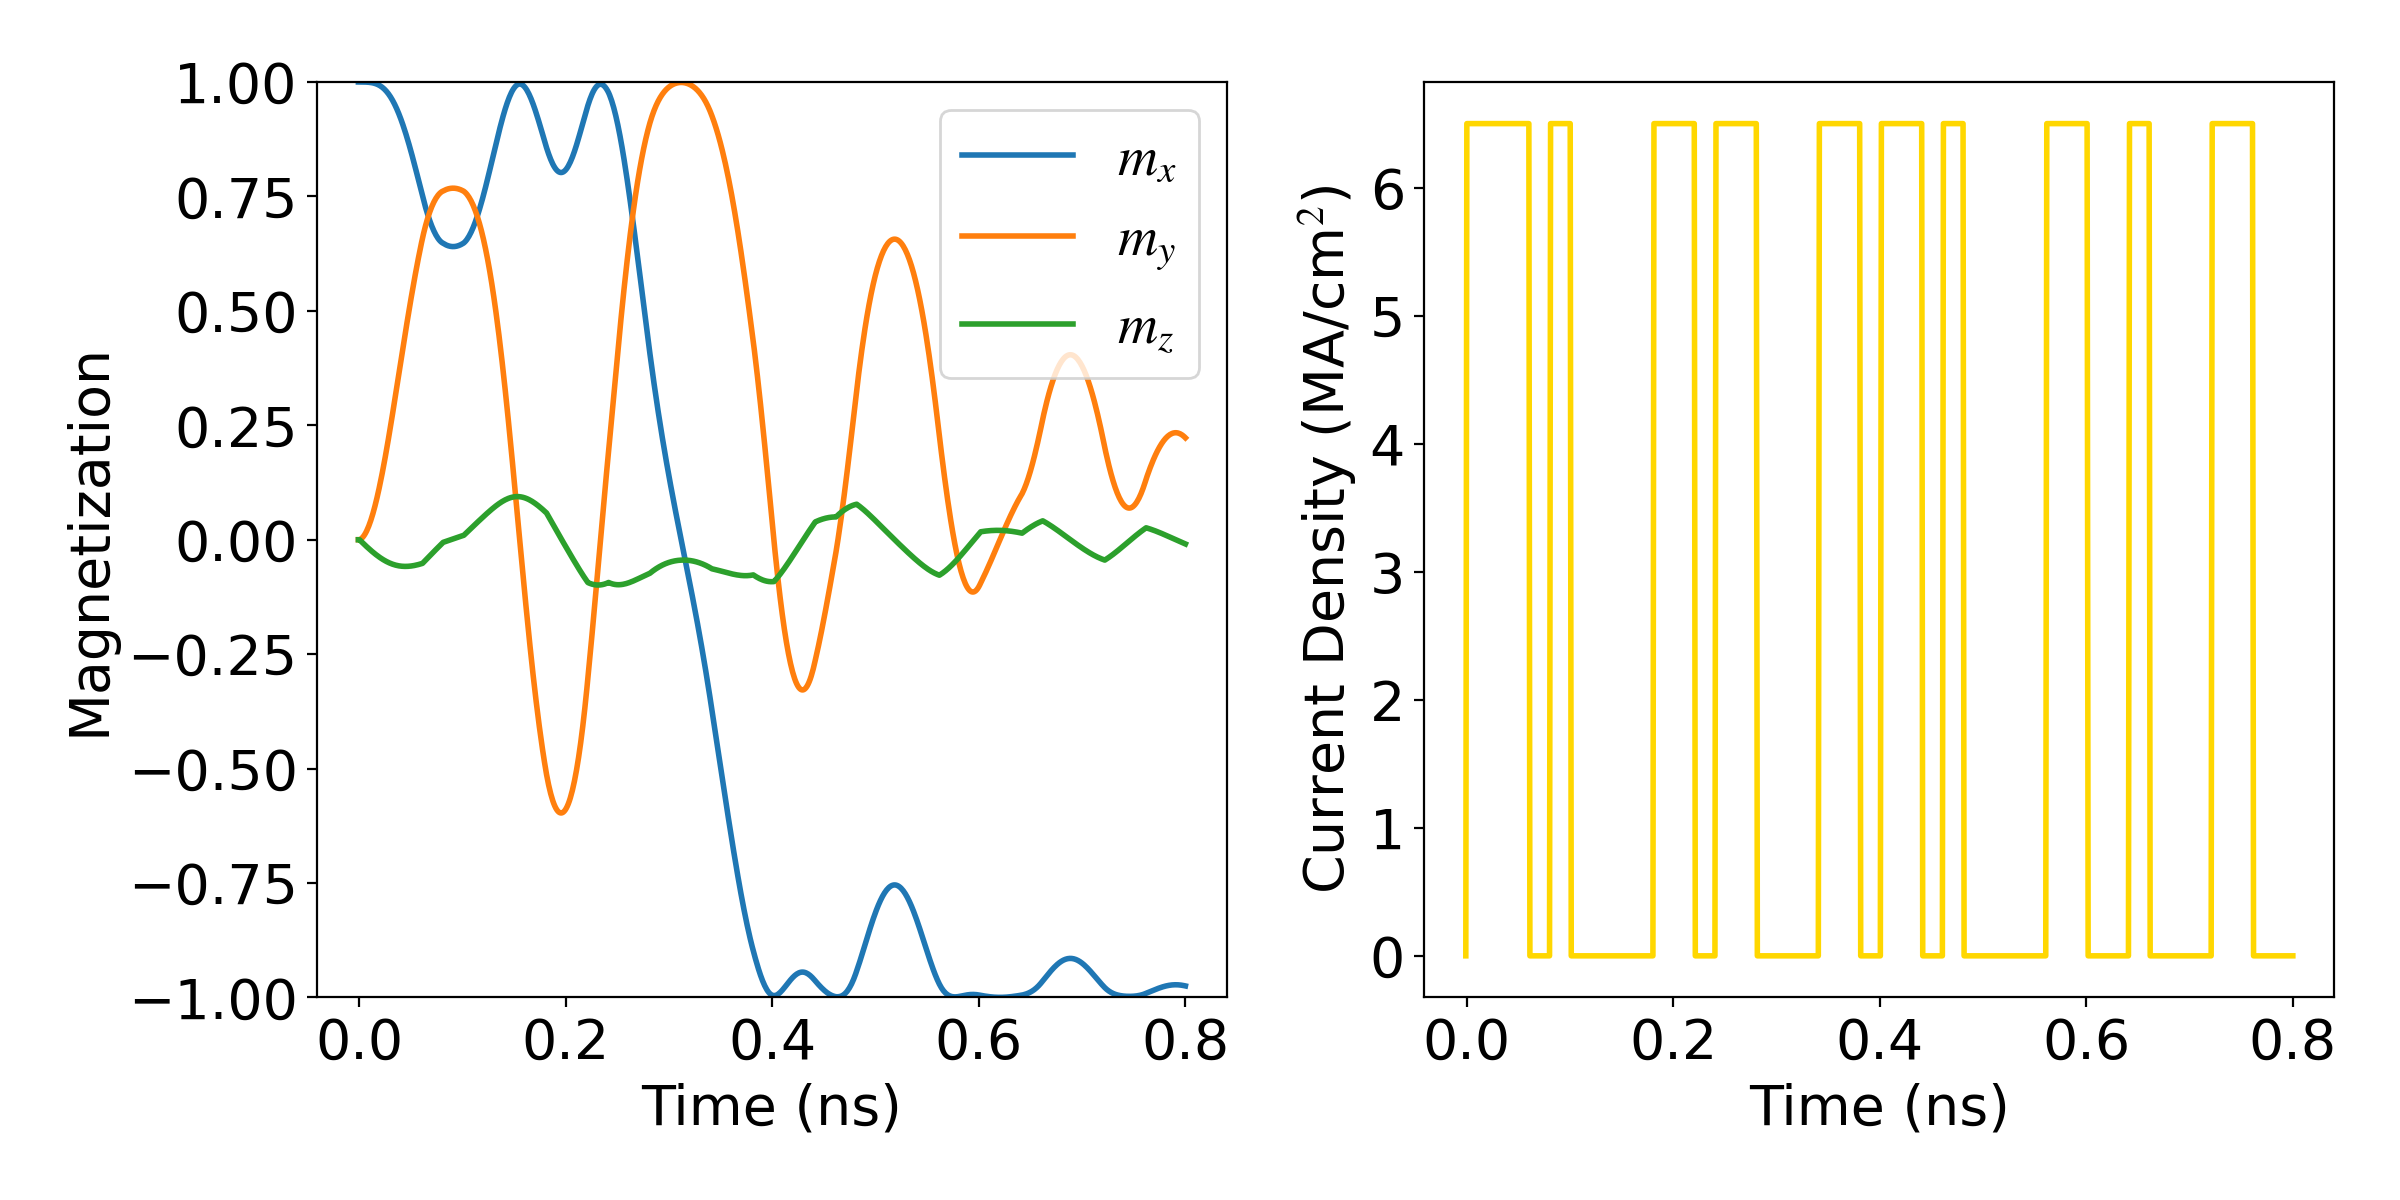 1.00
0.75
0.50
0.25
0.00
−0.25
−0.50
−0.75
−1.00
Magnetization
0.0 0.2 0.4 0.6 0.8
Time (ns)
m_x
m_y
m_z
6
5
4
3
2
1
0
Current Density (MA/cm²)
0.0 0.2 0.4 0.6 0.8
Time (ns)